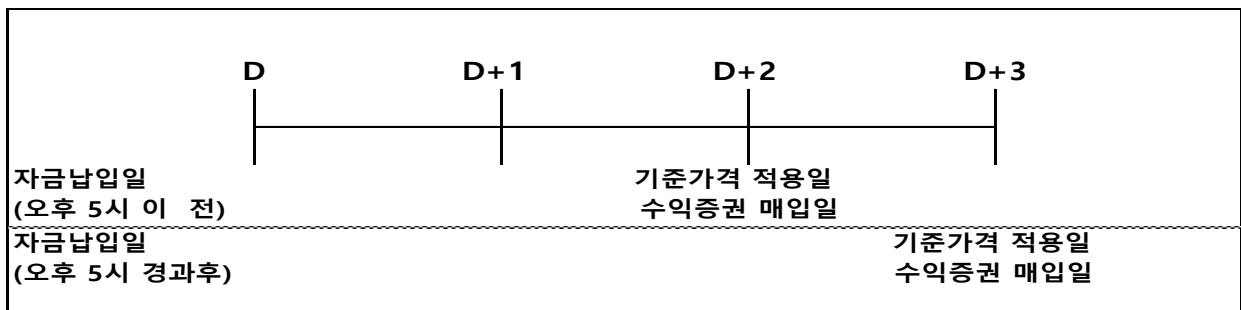 D D+1 D+2 D+3
자금납입일 기준가격 적용일
(오후 5시 이 전) 수익증권 매입일
자금납입일 기준가격 적용일
(오후 5시 경과후) 수익증권 매입일